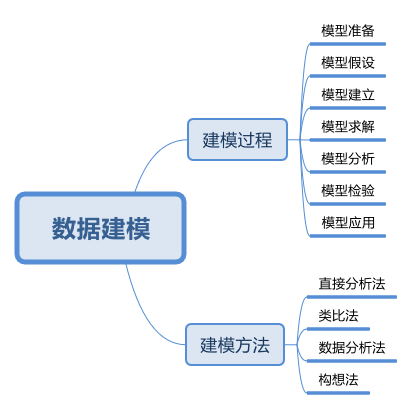 数据建模
建模过程
模型准备
模型假设
模型建立
模型求解
模型分析
模型检验
模型应用
建模方法
直接分析法
类比法
数据分析法
构想法